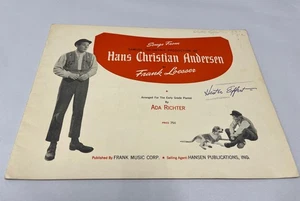 Songs From
Hans Christian Andersen
Frank Loesser
Arranged For The Early Grade Pianist
By
ADA RICHTER
Published By FRANK MUSIC CORP. • Selling Agent HANSEN PUBLICATIONS, INC.